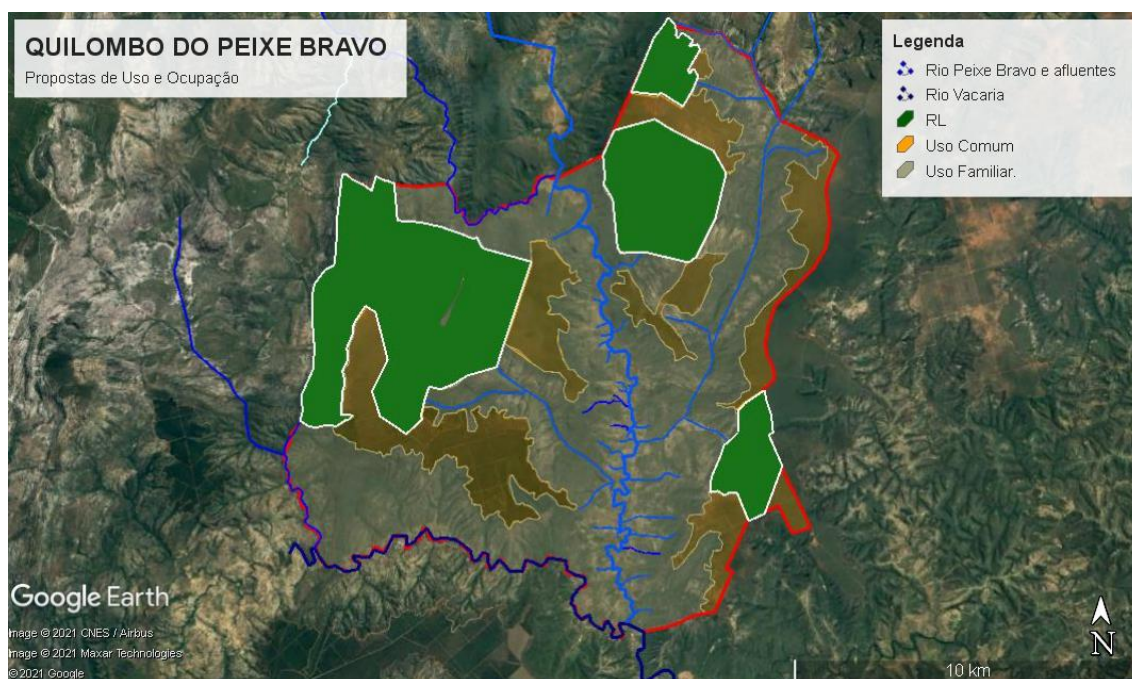 QUILOMBO DO PEIXE BRAVO
Propostas de Uso e Ocupação
Legenda
Rio Peixe Bravo e afluentes
Rio Vacaria
RL
Uso Comum
Uso Familiar.
Google Earth
Image © 2021 CNES / Airbus
Image © 2021 Maxar Technologies
© 2021 Google
N
10 km